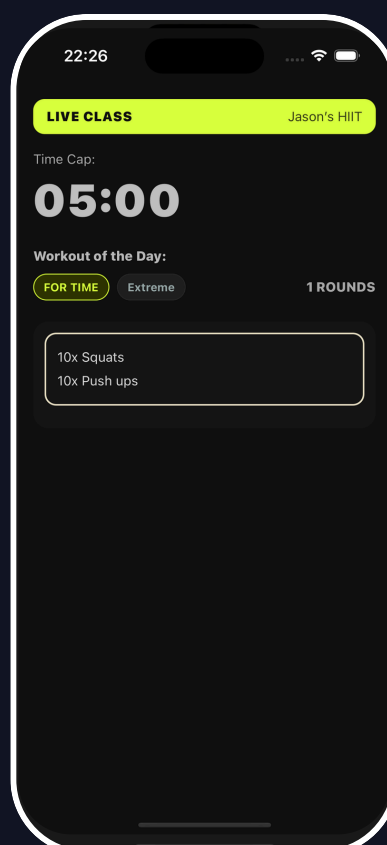 22:26
LIVE CLASS Jason's HIIT
Time Cap:
05:00
Workout of the Day:
FOR TIME Extreme 1 ROUNDS
10x Squats
10x Push ups